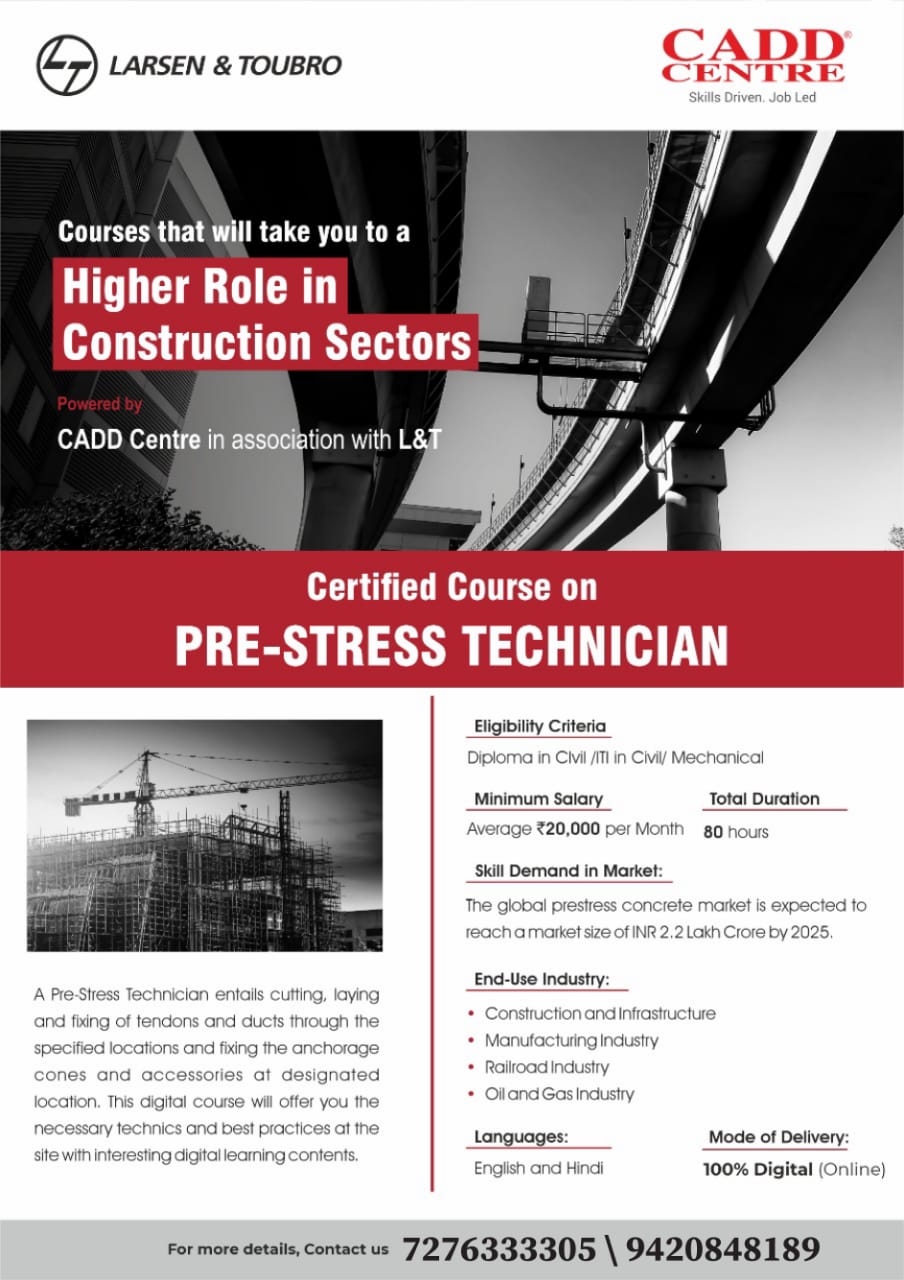 LARSEN & TOUBRO
CADD®
CENTRE
Skills Driven. Job Led
Courses that will take you to a
Higher Role in
Construction Sectors
Powered by
CADD Centre in association with L&T
Certified Course on
PRE-STRESS TECHNICIAN
A Pre-Stress Technician entails cutting, laying
and fixing of tendons and ducts through the
specified locations and fixing the anchorage
cones and accessories at designated
location. This digital course will offer you the
necessary technics and best practices at the
site with interesting digital learning contents.
Eligibility Criteria
Diploma in CIvil /ITI in Civil/ Mechanical
Minimum Salary
Average ₹20,000 per Month
Total Duration
80 hours
Skill Demand in Market:
The global prestress concrete market is expected to
reach a market size of INR 2.2 Lakh Crore by 2025.
End-Use Industry:
• Construction and Infrastructure
• Manufacturing Industry
• Railroad Industry
• Oil and Gas Industry
Languages:
English and Hindi
Mode of Delivery:
100% Digital (Online)
For more details, Contact us 7276333305 \ 9420848189